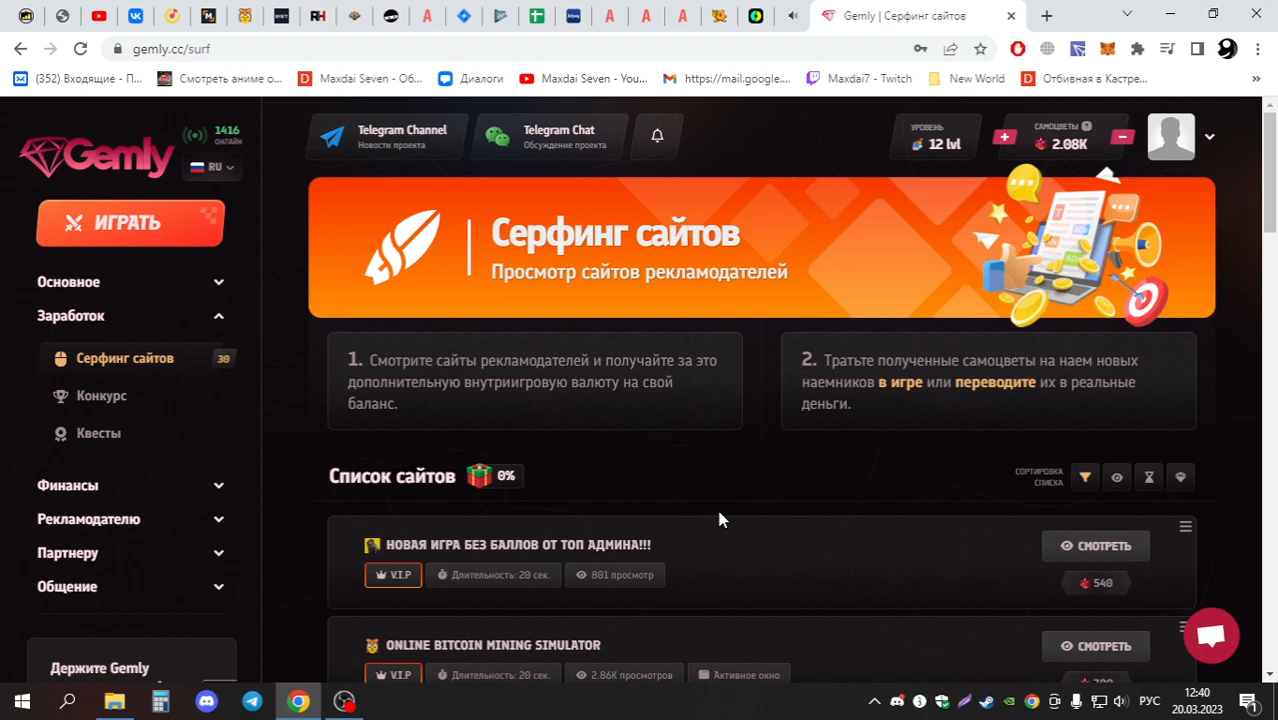 Gemly | Серфинг сайтов
gemly.cc/surf
(352) Входящие - П...
Смотреть аниме о...
Maxdai Seven - Об...
Диалоги
Maxdai Seven - You...
https://mail.google....
Maxdai7 - Twitch
New World
Отбивная в Кастре...
Gemly
1416
ОНЛАЙН
RU
Telegram Channel
Новости проекта
Telegram Chat
Обсуждение проекта
УРОВЕНЬ
12 lvl
САМОЦВЕТЫ
2.08K
ИГРАТЬ
Основное
Заработок
Серфинг сайтов
30
Конкурс
Квесты
Финансы
Рекламодателю
Партнеру
Общение
Держите Gemly
Серфинг сайтов
Просмотр сайтов рекламодателей
1. Смотрите сайты рекламодателей и получайте за это
дополнительную внутриигровую валюту на свой
баланс.
2. Тратьте полученные самоцветы на наем новых
наемников в игре или переводите их в реальные
деньги.
Список сайтов
0%
СОРТИРОВКА
СПИСКА
НОВАЯ ИГРА БЕЗ БАЛЛОВ ОТ ТОП АДМИНА!!!
V.I.P
Длительность: 20 сек.
801 просмотр
СМОТРЕТЬ
540
ONLINE BITCOIN MINING SIMULATOR
V.I.P
Длительность: 20 сек.
2.86K просмотров
Активное окно
СМОТРЕТЬ
РУС
12:40
20.03.2023